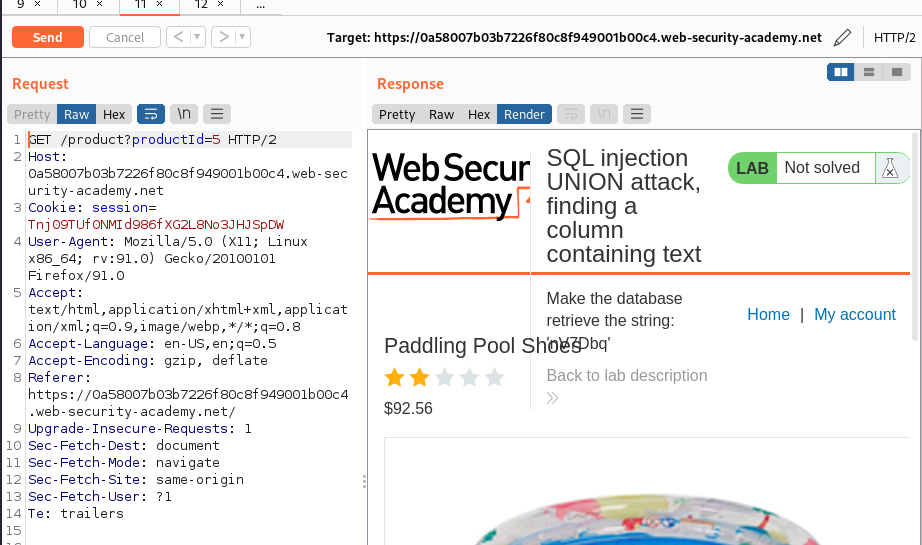 9 × 10 × 11 × 12 × ...
Send Cancel < > Target: https://0a58007b03b7226f80c8f949001b00c4.web-security-academy.net HTTP/2
Request
Pretty Raw Hex \n
1 GET /product?productId=5 HTTP/2
2 Host:
0a58007b03b7226f80c8f949001b00c4.web-sec
urity-academy.net
3 Cookie: session=
Tnj09TUf0NMId986fXG2L8No3JHJSpDW
4 User-Agent: Mozilla/5.0 (X11; Linux
x86_64; rv:91.0) Gecko/20100101
Firefox/91.0
5 Accept:
text/html,application/xhtml+xml,applicat
ion/xml;q=0.9,image/webp,*/*;q=0.8
6 Accept-Language: en-US,en;q=0.5
7 Accept-Encoding: gzip, deflate
8 Referer:
https://0a58007b03b7226f80c8f949001b00c4
.web-security-academy.net/
9 Upgrade-Insecure-Requests: 1
10 Sec-Fetch-Dest: document
11 Sec-Fetch-Mode: navigate
12 Sec-Fetch-Site: same-origin
13 Sec-Fetch-User: ?1
14 Te: trailers
15
Response
Pretty Raw Hex Render \n
Web Secur
Academy
SQL injection
UNION attack,
finding a
column
containing text
LAB Not solved
Make the database
retrieve the string:
Home | My account
Paddling Pool Shoes
Back to lab description
$92.56